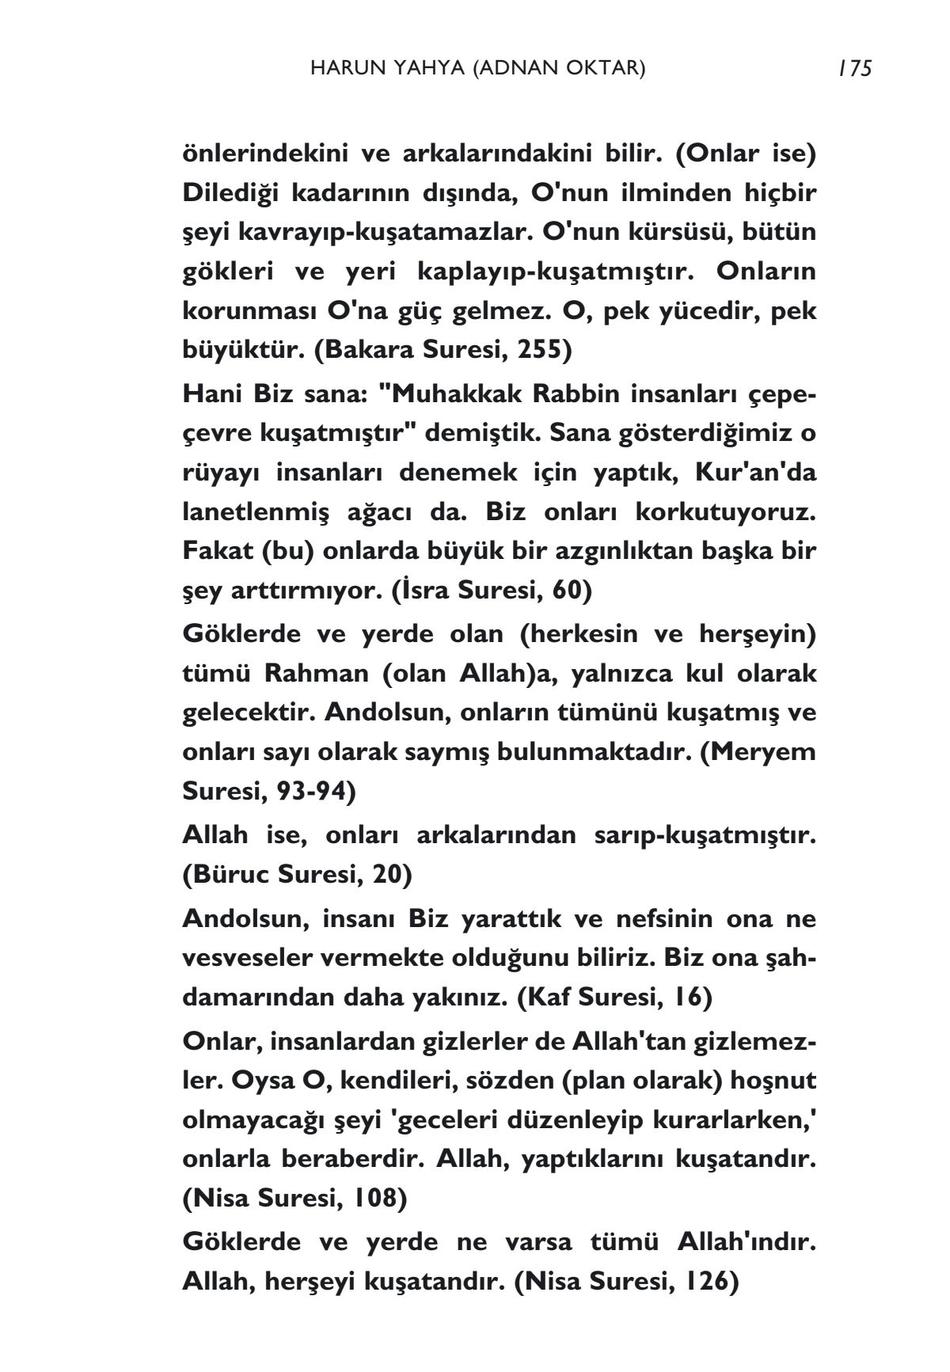 HARUN YAHYA (ADNAN OKTAR) 175
önlerindekini ve arkalarındakini bilir. (Onlar ise)
Dilediği kadarının dışında, O'nun ilminden hiçbir
şeyi kavrayıp-kuşatamazlar. O'nun kürsüsü, bütün
gökleri ve yeri kaplayıp-kuşatmıştır. Onların
korunması O'na güç gelmez. O, pek yücedir, pek
büyüktür. (Bakara Suresi, 255)
Hani Biz sana: "Muhakkak Rabbin insanları çepe-
çevre kuşatmıştır" demiştik. Sana gösterdiğimiz o
rüyayı insanları denemek için yaptık, Kur'an'da
lanetlenmiş ağacı da. Biz onları korkutuyoruz.
Fakat (bu) onlarda büyük bir azgınlıktan başka bir
şey arttırmıyor. (İsra Suresi, 60)
Göklerde ve yerde olan (herkesin ve herşeyin)
tümü Rahman (olan Allah)a, yalnızca kul olarak
gelecektir. Andolsun, onların tümünü kuşatmış ve
onları sayı olarak saymış bulunmaktadır. (Meryem
Suresi, 93-94)
Allah ise, onları arkalarından sarıp-kuşatmıştır.
(Büruc Suresi, 20)
Andolsun, insanı Biz yarattık ve nefsinin ona ne
vesveseler vermekte olduğunu biliriz. Biz ona şah-
damarından daha yakınız. (Kaf Suresi, 16)
Onlar, insanlardan gizlerler de Allah'tan gizlemez-
ler. Oysa O, kendileri, sözden (plan olarak) hoşnut
olmayacağı şeyi 'geceleri düzenleyip kurarlarken,'
onlarla beraberdir. Allah, yaptıklarını kuşatandır.
(Nisa Suresi, 108)
Göklerde ve yerde ne varsa tümü Allah'ındır.
Allah, herşeyi kuşatandır. (Nisa Suresi, 126)